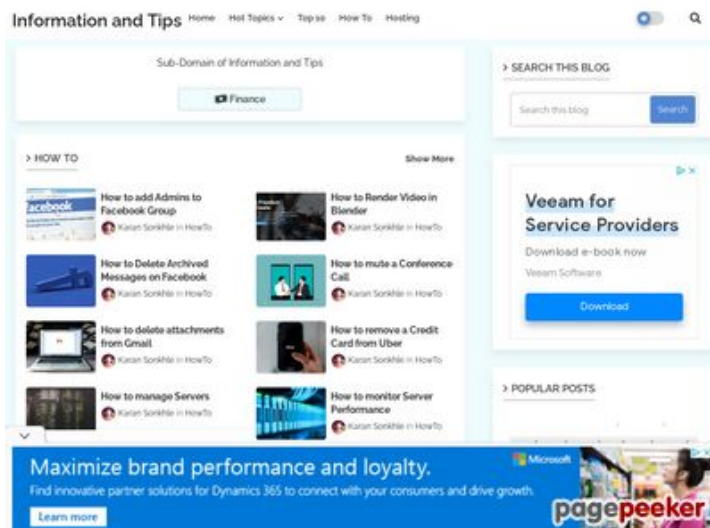 Information and Tips
Home Hot Topics Top 10 How To Hosting
Sub-Domain of Information and Tips
Finance
> HOW TO
Show More
How to add Admins to
Facebook Group
Karan Sonkhle in HowTo
How to Render Video in
Blender
Karan Sonkhle in HowTo
How to Delete Archived
Messages on Facebook
Karan Sonkhle in HowTo
How to mute a Conference
Call
Karan Sonkhle in HowTo
How to delete attachments
from Gmail
Karan Sonkhle in HowTo
How to remove a Credit
Card from Uber
Karan Sonkhle in HowTo
How to manage Servers
Karan Sonkhle in HowTo
How to monitor Server
Performance
Karan Sonkhle in HowTo
> SEARCH THIS BLOG
Search this blog
Search
Veeam for
Service Providers
Download e-book now
Veeam Software
Download
> POPULAR POSTS
Maximize brand performance and loyalty.
Find innovative partner solutions for Dynamics 365 to connect with your consumers and drive growth.
Learn more
Microsoft
pagepeeker